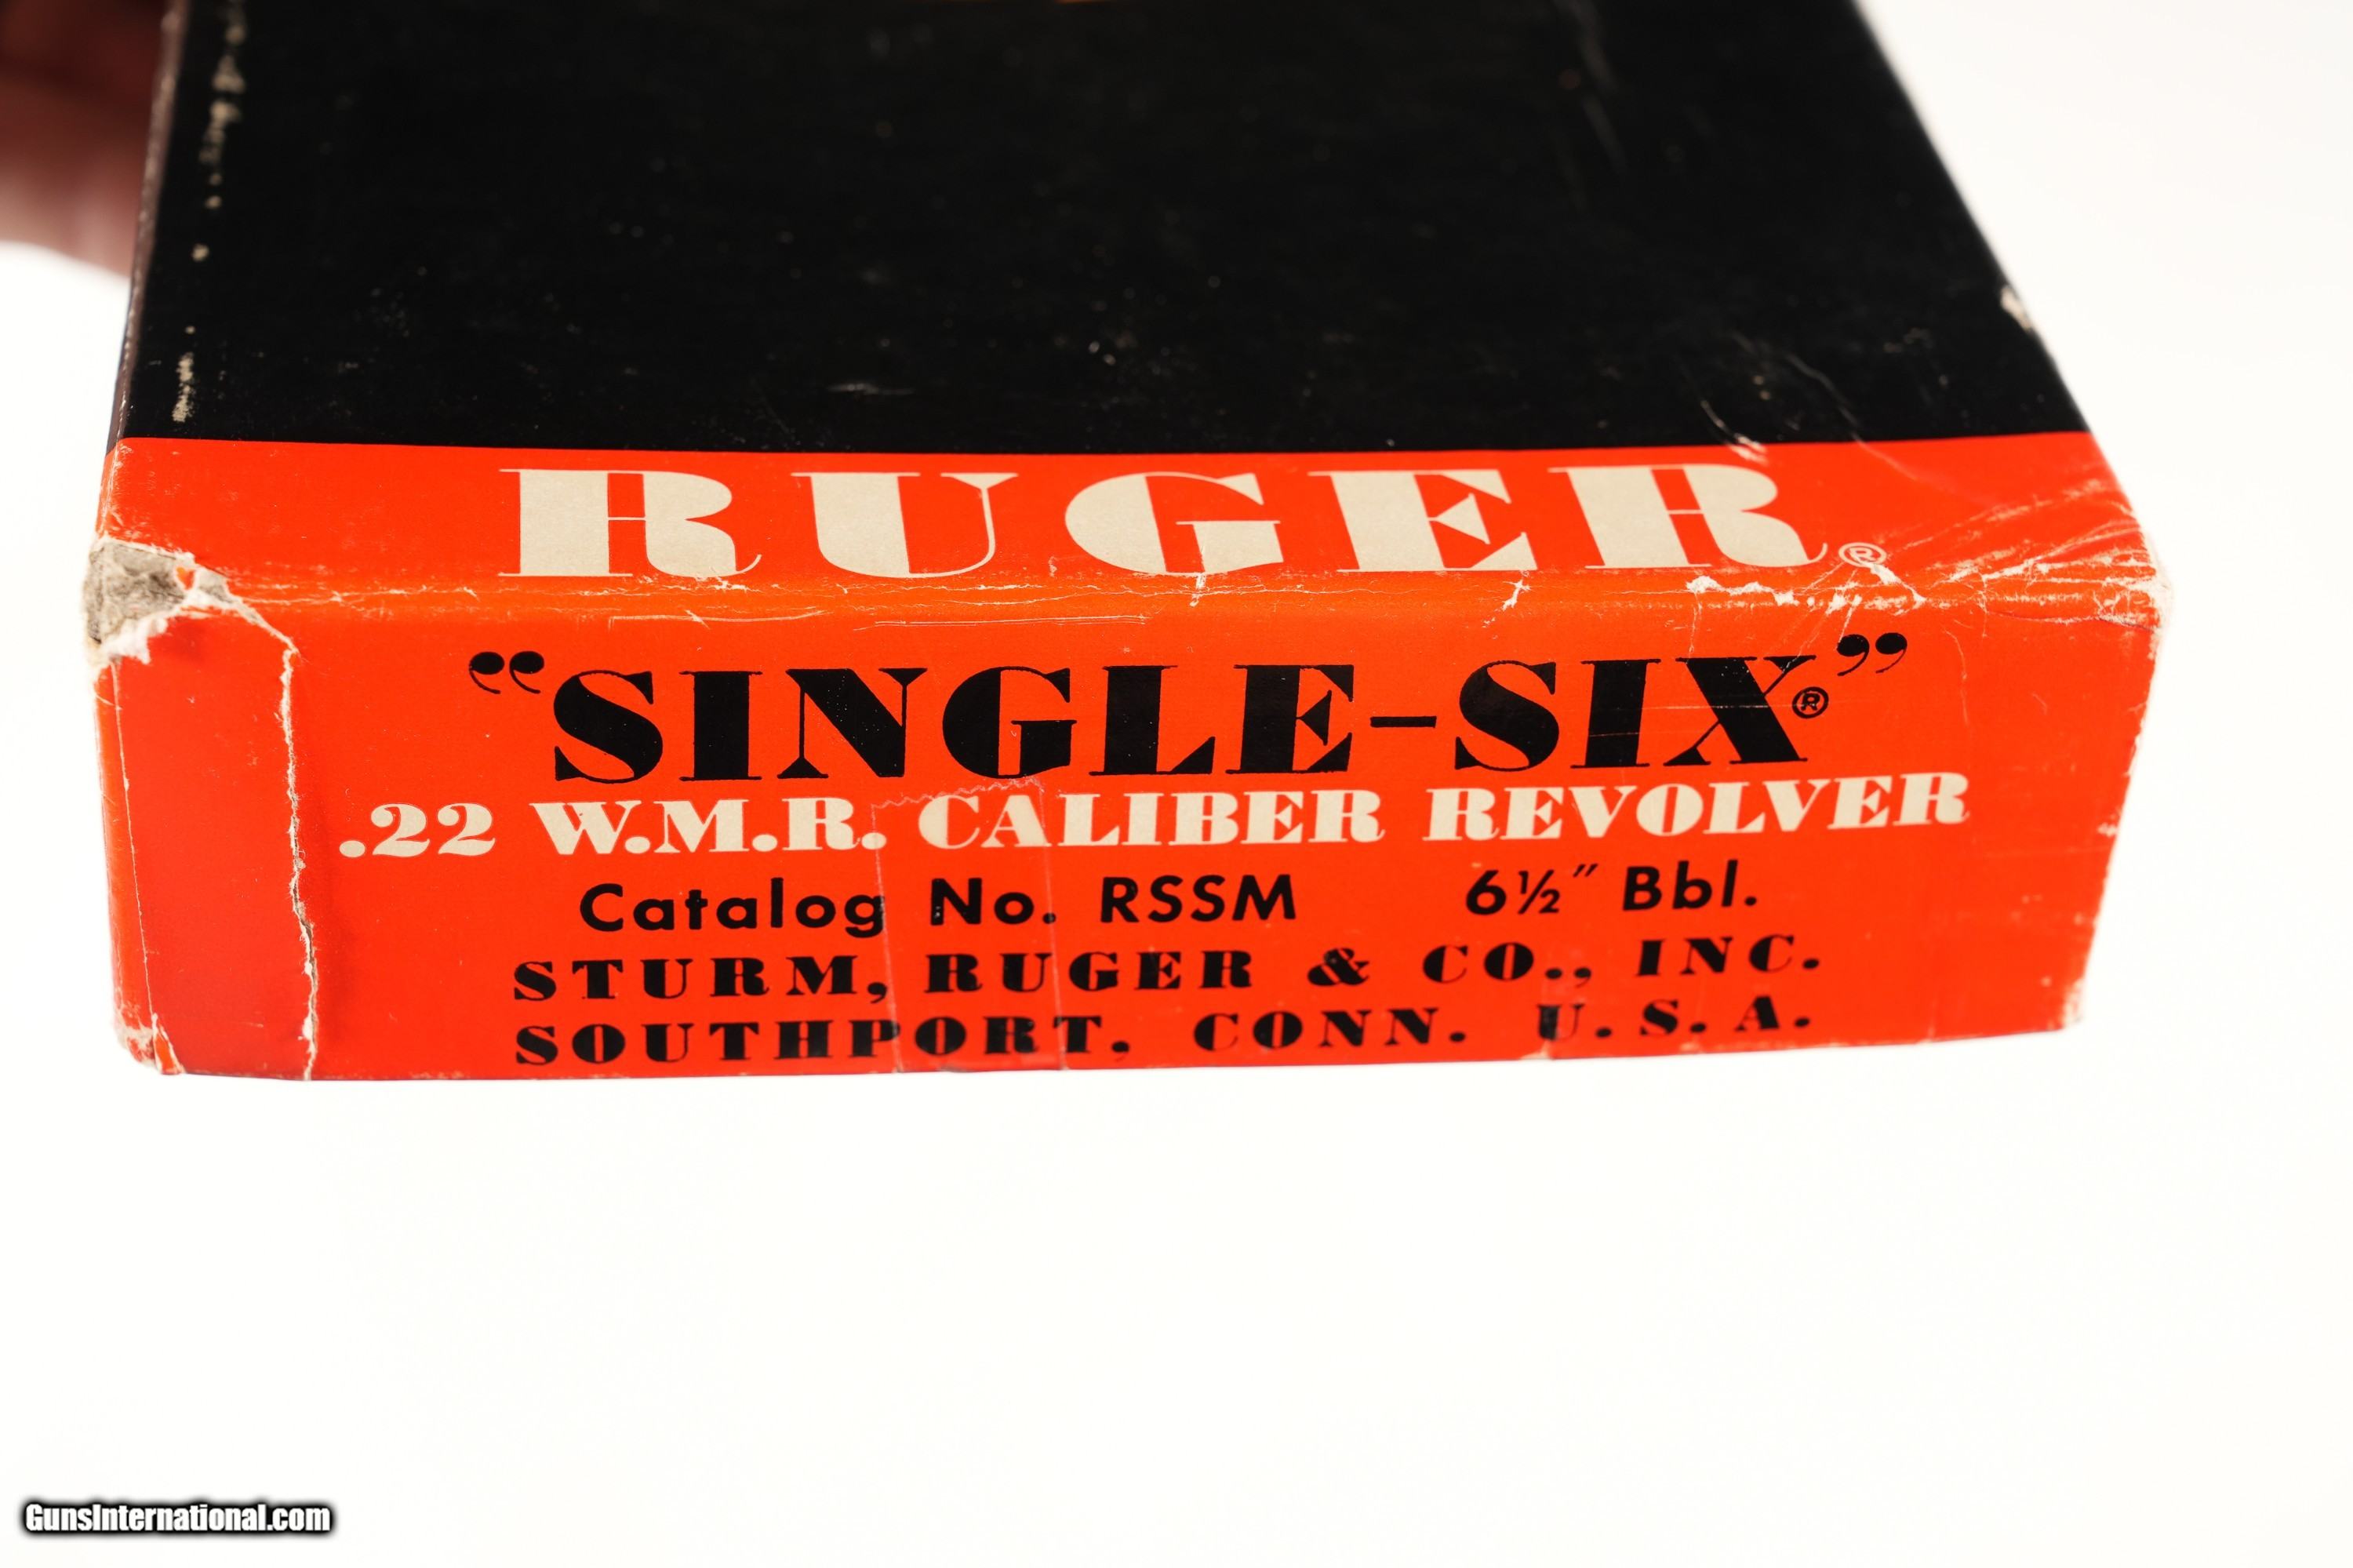 RUGER®
“SINGLE-SIX”®
.22 W.M.R. CALIBER REVOLVER
Catalog No. RSSM 6½″ Bbl.
STURM, RUGER & CO., INC.
SOUTHPORT, CONN. U.S.A.
GunsInternational.com